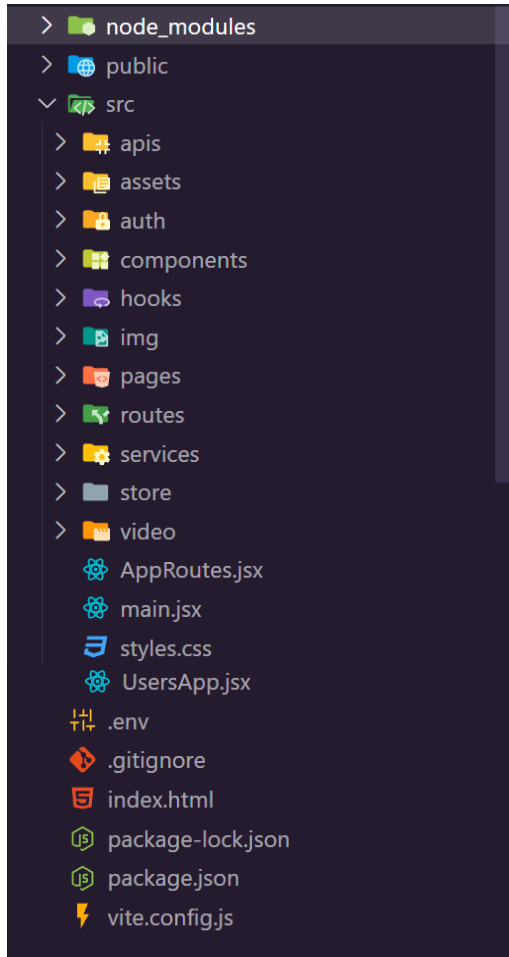 node_modules
public
src
apis
assets
auth
components
hooks
img
pages
routes
services
store
video
AppRoutes.jsx
main.jsx
styles.css
UsersApp.jsx
.env
.gitignore
index.html
package-lock.json
package.json
vite.config.js